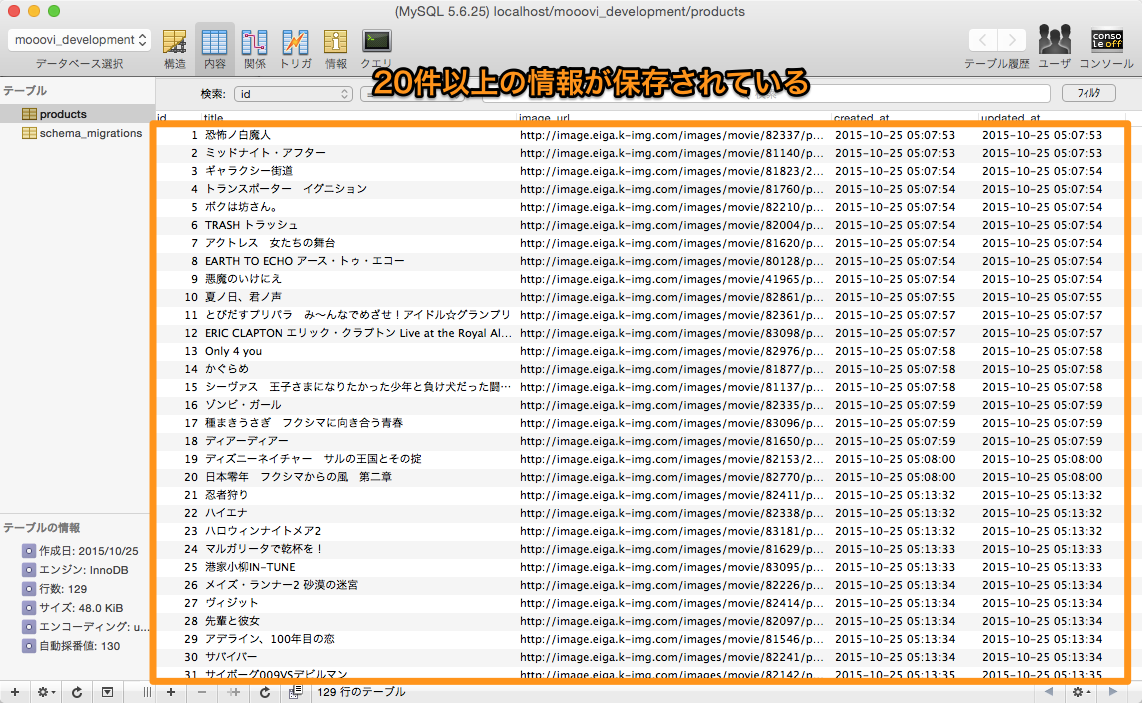 (MySQL 5.6.25) localhost/mooovi_development/products
mooovi_development
データベース選択 構造 内容 関係 トリガ 情報 クエリ テーブル履歴 ユーザ コンソール
conso
le off
20件以上の情報が保存されている
テーブル
検索: id = フィルタ
products
schema_migrations
id title image_url created_at updated_at
1 恐怖ノ白魔人 http://image.eiga.k-img.com/images/movie/82337/p... 2015-10-25 05:07:53 2015-10-25 05:07:53
2 ミッドナイト・アフター http://image.eiga.k-img.com/images/movie/81140/p... 2015-10-25 05:07:53 2015-10-25 05:07:53
3 ギャラクシー街道 http://image.eiga.k-img.com/images/movie/81823/2... 2015-10-25 05:07:54 2015-10-25 05:07:54
4 トランスポーター　イグニション http://image.eiga.k-img.com/images/movie/81760/p... 2015-10-25 05:07:54 2015-10-25 05:07:54
5 ボクは坊さん。 http://image.eiga.k-img.com/images/movie/82210/p... 2015-10-25 05:07:54 2015-10-25 05:07:54
6 TRASH トラッシュ http://image.eiga.k-img.com/images/movie/82004/p... 2015-10-25 05:07:54 2015-10-25 05:07:54
7 アクトレス　女たちの舞台 http://image.eiga.k-img.com/images/movie/81620/p... 2015-10-25 05:07:54 2015-10-25 05:07:54
8 EARTH TO ECHO アース・トゥ・エコー http://image.eiga.k-img.com/images/movie/80128/p... 2015-10-25 05:07:54 2015-10-25 05:07:54
9 悪魔のいけにえ http://image.eiga.k-img.com/images/movie/41965/p... 2015-10-25 05:07:54 2015-10-25 05:07:54
10 夏ノ日、君ノ声 http://image.eiga.k-img.com/images/movie/82861/p... 2015-10-25 05:07:55 2015-10-25 05:07:55
11 とびだすプリパラ　み～んなでめざせ！アイドル☆グランプリ http://image.eiga.k-img.com/images/movie/82361/p... 2015-10-25 05:07:57 2015-10-25 05:07:57
12 ERIC CLAPTON エリック・クラプトン Live at the Royal Al... http://image.eiga.k-img.com/images/movie/83098/p... 2015-10-25 05:07:57 2015-10-25 05:07:57
13 Only 4 you http://image.eiga.k-img.com/images/movie/82976/p... 2015-10-25 05:07:58 2015-10-25 05:07:58
14 かぐらめ http://image.eiga.k-img.com/images/movie/81877/p... 2015-10-25 05:07:58 2015-10-25 05:07:58
15 シーヴァス　王子さまになりたかった少年と負け犬だった闘… http://image.eiga.k-img.com/images/movie/81137/p... 2015-10-25 05:07:58 2015-10-25 05:07:58
16 ゾンビ・ガール http://image.eiga.k-img.com/images/movie/82335/p... 2015-10-25 05:07:59 2015-10-25 05:07:59
17 種まきうさぎ　フクシマに向き合う青春 http://image.eiga.k-img.com/images/movie/83096/p... 2015-10-25 05:07:59 2015-10-25 05:07:59
18 ディアーディアー http://image.eiga.k-img.com/images/movie/81650/p... 2015-10-25 05:07:59 2015-10-25 05:07:59
19 ディズニーネイチャー　サルの王国とその掟 http://image.eiga.k-img.com/images/movie/82153/2... 2015-10-25 05:08:00 2015-10-25 05:08:00
20 日本零年　フクシマからの風　第二章 http://image.eiga.k-img.com/images/movie/82770/p... 2015-10-25 05:08:00 2015-10-25 05:08:00
21 忍者狩り http://image.eiga.k-img.com/images/movie/82411/p... 2015-10-25 05:13:32 2015-10-25 05:13:32
22 ハイエナ http://image.eiga.k-img.com/images/movie/82338/p... 2015-10-25 05:13:32 2015-10-25 05:13:32
23 ハロウィンナイトメア2 http://image.eiga.k-img.com/images/movie/83181/p... 2015-10-25 05:13:32 2015-10-25 05:13:32
24 マルガリータで乾杯を！ http://image.eiga.k-img.com/images/movie/81629/p... 2015-10-25 05:13:33 2015-10-25 05:13:33
25 港家小柳IN-TUNE http://image.eiga.k-img.com/images/movie/83095/p... 2015-10-25 05:13:33 2015-10-25 05:13:33
26 メイズ・ランナー2 砂漠の迷宮 http://image.eiga.k-img.com/images/movie/82226/p... 2015-10-25 05:13:34 2015-10-25 05:13:34
27 ヴィジット http://image.eiga.k-img.com/images/movie/82414/p... 2015-10-25 05:13:34 2015-10-25 05:13:34
28 先輩と彼女 http://image.eiga.k-img.com/images/movie/82097/p... 2015-10-25 05:13:34 2015-10-25 05:13:34
29 アデライン、100年目の恋 http://image.eiga.k-img.com/images/movie/81546/p... 2015-10-25 05:13:34 2015-10-25 05:13:34
30 サバイバー http://image.eiga.k-img.com/images/movie/82241/p... 2015-10-25 05:13:34 2015-10-25 05:13:34
31 サイボーグ009VSデビルマン http://image.eiga.k-img.com/images/movie/82142/p... 2015-10-25 05:13:35 2015-10-25 05:13:35
テーブルの情報
作成日: 2015/10/25
エンジン: InnoDB
行数: 129
サイズ: 48.0 KiB
エンコーディング: u...
自動採番値: 130
129 行のテーブル